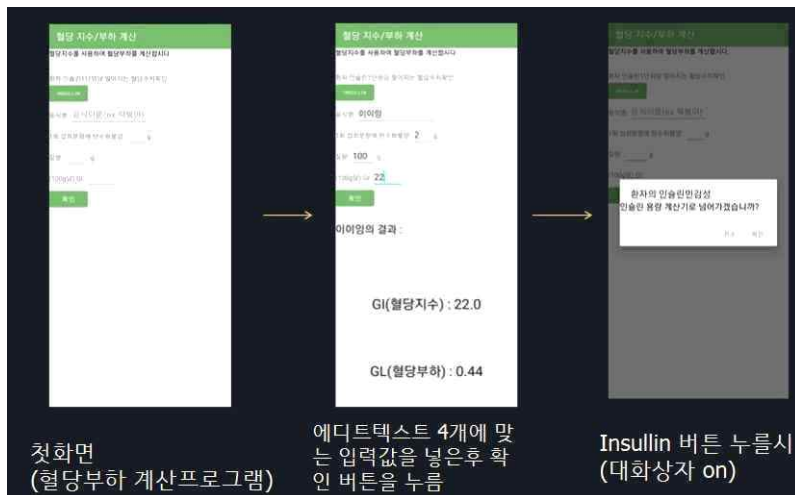 혈당 지수/부하 계산
혈당지수를 사용하여 혈당부하를 계산합시다
INSULLIN
g
g
확인
첫화면
(혈당부하 계산프로그램)
혈당 지수/부하 계산
혈당지수를 사용하여 혈당부하를 계산합시다
INSULLIN
이이잉
2 g
질량 100 g
22
확인
이이잉의 결과 :
GI(혈당지수) : 22.0
GL(혈당부하) : 0.44
에디트텍스트 4개에 맞
는 입력값을 넣은후 확
인 버튼을 누름
혈당 지수/부하 계산
혈당지수를 사용하여 혈당부하를 계산합시다
환자의 인슐린민감성
인슐린 용량 계산기로 넘어가겠습니까?
확인
Insullin 버튼 누를시
(대화상자 on)